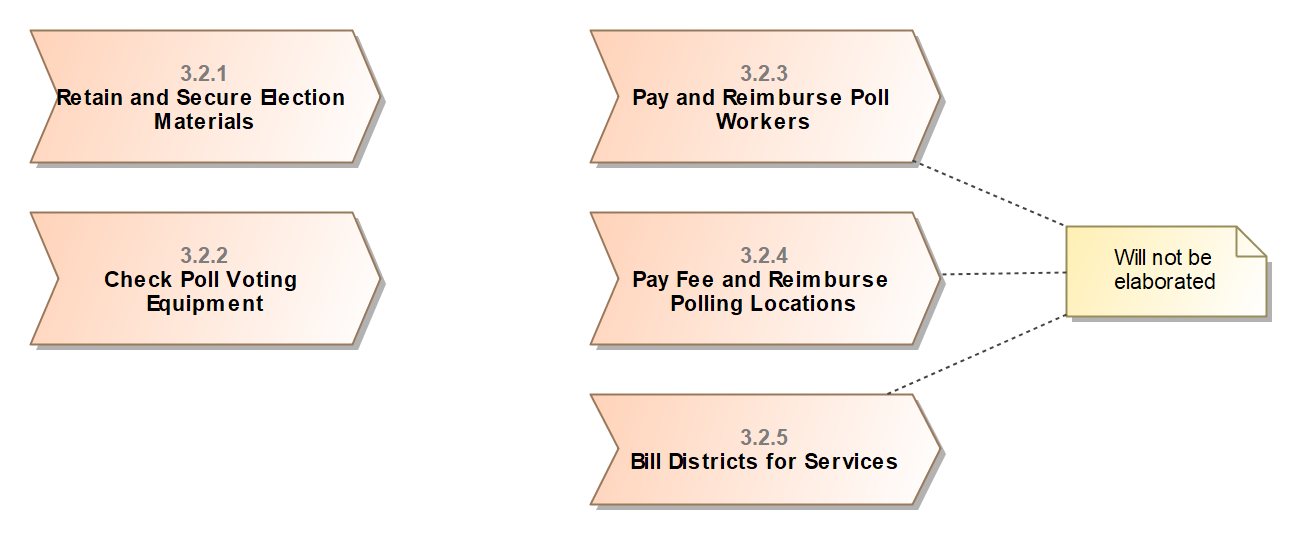 3.2.1
Retain and Secure Election
Materials
3.2.2
Check Poll Voting
Equipment
3.2.3
Pay and Reimburse Poll
Workers
3.2.4
Pay Fee and Reimburse
Polling Locations
3.2.5
Bill Districts for Services
Will not be
elaborated